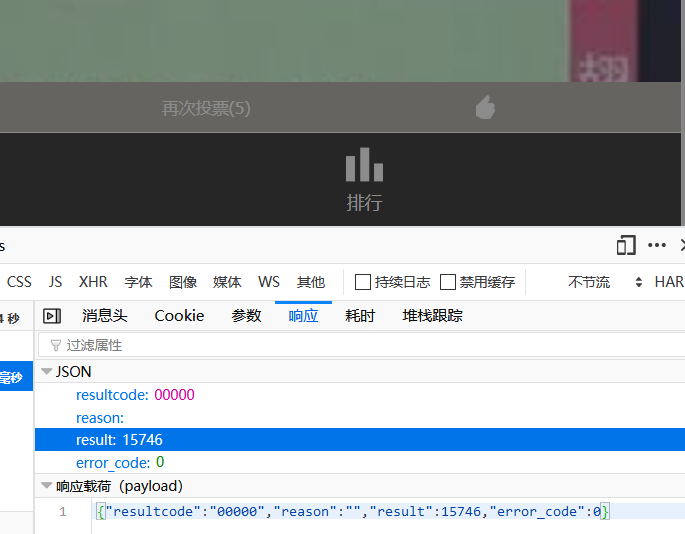 翅
再次投票(5)
排行
s
CSS JS XHR 字体 图像 媒体 WS 其他 持续日志 禁用缓存 不节流 HAR
4 秒 消息头 Cookie 参数 响应 耗时 堆栈跟踪
过滤属性
毫秒 JSON
resultcode: 00000
reason:
result: 15746
error_code: 0
响应载荷 (payload)
1 {"resultcode":"00000","reason":"","result":15746,"error_code":0}